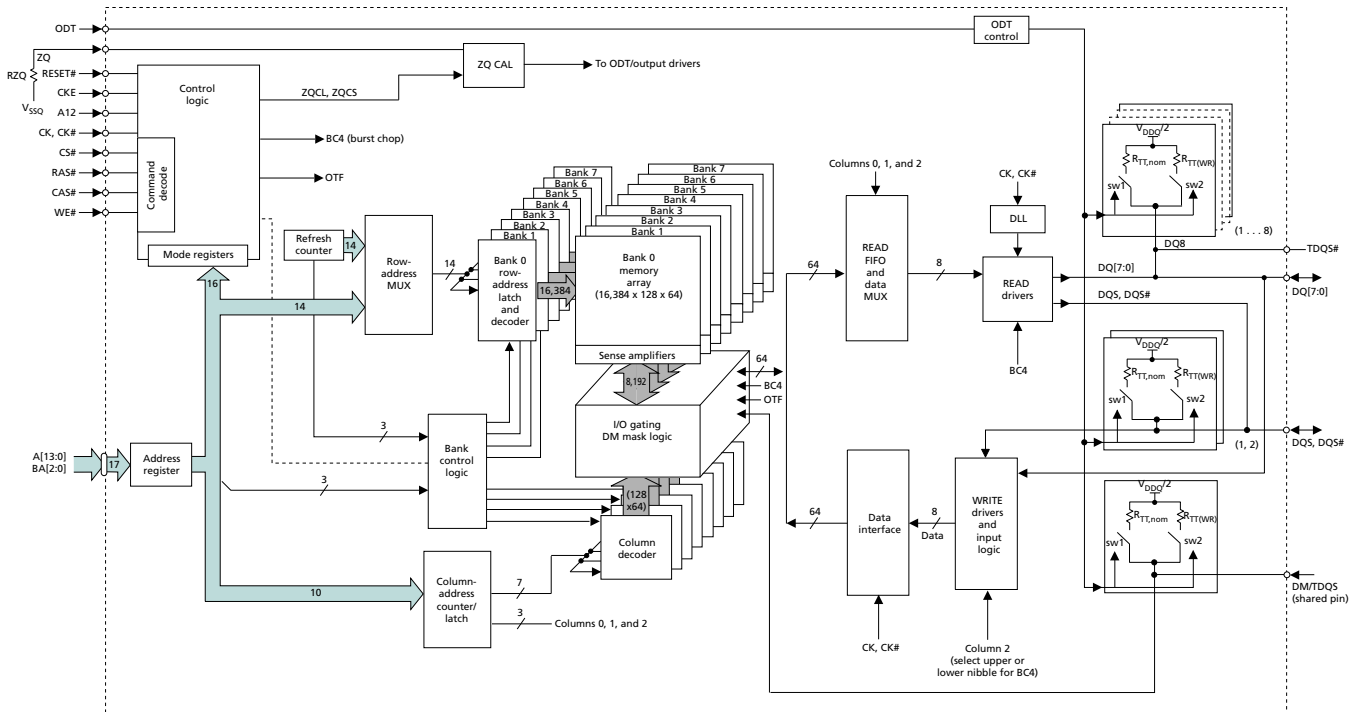 ODT
ODT
control
ZQ
RZQ
VSSQ
RESET#
CKE
A12
CK, CK#
CS#
RAS#
CAS#
WE#
Control
logic
Command
decode
Mode registers
ZQ CAL
To ODT/output drivers
ZQCL, ZQCS
BC4 (burst chop)
OTF
Refresh
counter
14
16
14
Row-
address
MUX
14
Bank 7
Bank 6
Bank 5
Bank 4
Bank 3
Bank 2
Bank 1
Bank 0
row-
address
latch
and
decoder
16,384
Bank 7
Bank 6
Bank 5
Bank 4
Bank 3
Bank 2
Bank 1
Bank 0
memory
array
(16,384 x 128 x 64)
Sense amplifiers
8,192
64
BC4
OTF
I/O gating
DM mask logic
(128
x64)
Column
decoder
3
3
Bank
control
logic
A[13:0]
BA[2:0]
17
Address
register
10
Column-
address
counter/
latch
7
3
Columns 0, 1, and 2
Columns 0, 1, and 2
64
READ
FIFO
and
data
MUX
8
CK, CK#
DLL
READ
drivers
BC4
DQ[7:0]
DQS, DQS#
VDDQ/2
RTT,nom
RTT(WR)
sw1
sw2
(1 . . . 8)
DQ8
TDQS#
DQ[7:0]
VDDQ/2
RTT,nom
RTT(WR)
sw1
sw2
(1, 2)
DQS, DQS#
64
Data
interface
8
Data
WRITE
drivers
and
input
logic
CK, CK#
Column 2
(select upper or
lower nibble for BC4)
VDDQ/2
RTT,nom
RTT(WR)
sw1
sw2
DM/TDQS
(shared pin)